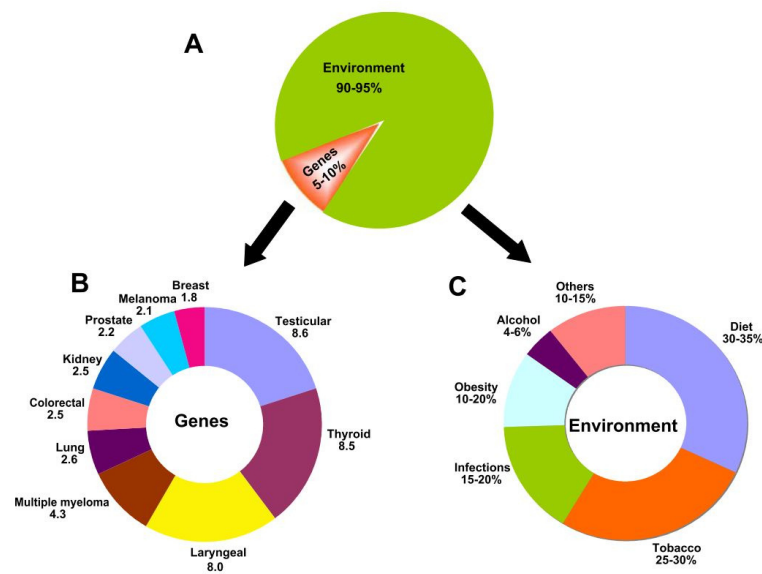 A
Environment
90-95%
Genes
5-10%
B
Breast
1.8
Melanoma
2.1
Prostate
2.2
Kidney
2.5
Colorectal
2.5
Lung
2.6
Multiple myeloma
4.3
Laryngeal
8.0
Thyroid
8.5
Testicular
8.6
Genes
C
Others
10-15%
Alcohol
4-6%
Obesity
10-20%
Infections
15-20%
Tobacco
25-30%
Diet
30-35%
Environment